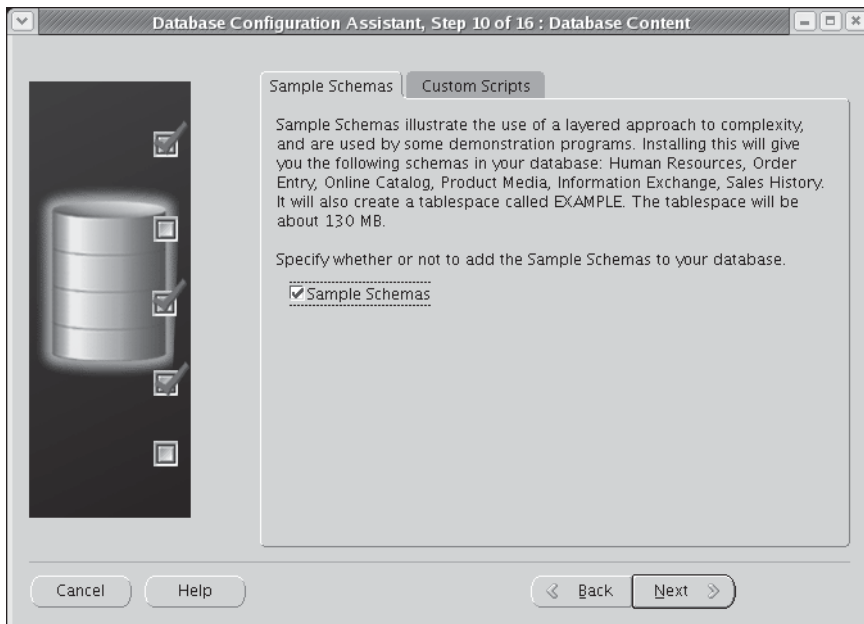 Database Configuration Assistant, Step 10 of 16 : Database Content
Sample Schemas
Custom Scripts
Sample Schemas illustrate the use of a layered approach to complexity,
and are used by some demonstration programs. Installing this will give
you the following schemas in your database: Human Resources, Order
Entry, Online Catalog, Product Media, Information Exchange, Sales History.
It will also create a tablespace called EXAMPLE. The tablespace will be
about 130 MB.
Specify whether or not to add the Sample Schemas to your database.
Sample Schemas
Cancel
Help
Back
Next